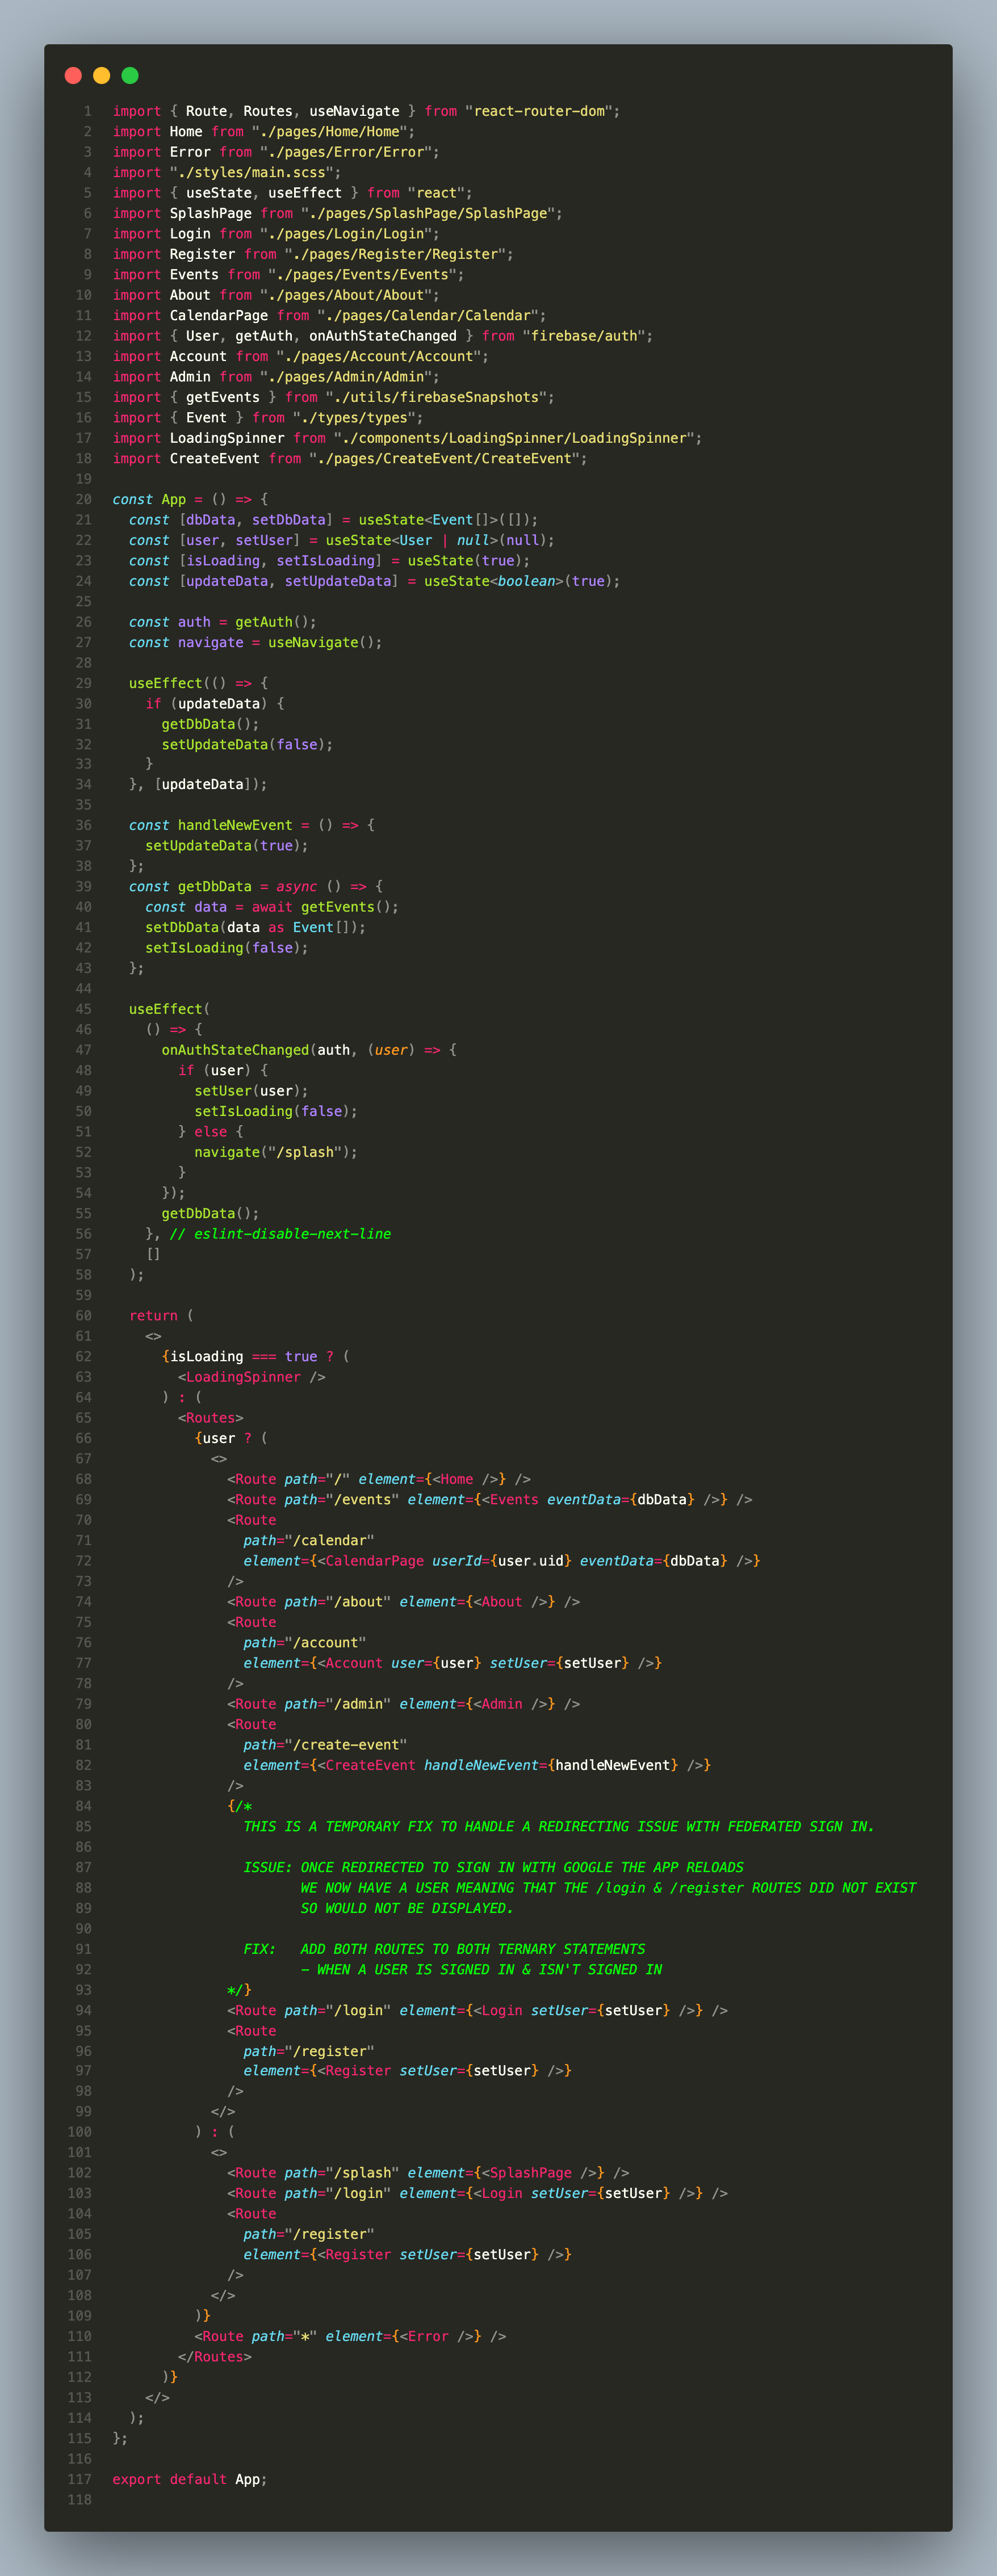 1 import { Route, Routes, useNavigate } from "react-router-dom";
2 import Home from "./pages/Home/Home";
3 import Error from "./pages/Error/Error";
4 import "./styles/main.scss";
5 import { useState, useEffect } from "react";
6 import SplashPage from "./pages/SplashPage/SplashPage";
7 import Login from "./pages/Login/Login";
8 import Register from "./pages/Register/Register";
9 import Events from "./pages/Events/Events";
10 import About from "./pages/About/About";
11 import CalendarPage from "./pages/Calendar/Calendar";
12 import { User, getAuth, onAuthStateChanged } from "firebase/auth";
13 import Account from "./pages/Account/Account";
14 import Admin from "./pages/Admin/Admin";
15 import { getEvents } from "./utils/firebaseSnapshots";
16 import { Event } from "./types/types";
17 import LoadingSpinner from "./components/LoadingSpinner/LoadingSpinner";
18 import CreateEvent from "./pages/CreateEvent/CreateEvent";
19
20 const App = () => {
21   const [dbData, setDbData] = useState<Event[]>([]);
22   const [user, setUser] = useState<User | null>(null);
23   const [isLoading, setIsLoading] = useState(true);
24   const [updateData, setUpdateData] = useState<boolean>(true);
25
26   const auth = getAuth();
27   const navigate = useNavigate();
28
29   useEffect(() => {
30     if (updateData) {
31       getDbData();
32       setUpdateData(false);
33     }
34   }, [updateData]);
35
36   const handleNewEvent = () => {
37     setUpdateData(true);
38   };
39   const getDbData = async () => {
40     const data = await getEvents();
41     setDbData(data as Event[]);
42     setIsLoading(false);
43   };
44
45   useEffect(
46     () => {
47       onAuthStateChanged(auth, (user) => {
48         if (user) {
49           setUser(user);
50           setIsLoading(false);
51         } else {
52           navigate("/splash");
53         }
54       });
55       getDbData();
56     }, // eslint-disable-next-line
57     []
58   );
59
60   return (
61     <>
62       {isLoading === true ? (
63         <LoadingSpinner />
64       ) : (
65         <Routes>
66           {user ? (
67             <>
68               <Route path="/" element={<Home />} />
69               <Route path="/events" element={<Events eventData={dbData} />} />
70               <Route
71                 path="/calendar"
72                 element={<CalendarPage userId={user.uid} eventData={dbData} />}
73               />
74               <Route path="/about" element={<About />} />
75               <Route
76                 path="/account"
77                 element={<Account user={user} setUser={setUser} />}
78               />
79               <Route path="/admin" element={<Admin />} />
80               <Route
81                 path="/create-event"
82                 element={<CreateEvent handleNewEvent={handleNewEvent} />}
83               />
84               {/*
85                 THIS IS A TEMPORARY FIX TO HANDLE A REDIRECTING ISSUE WITH FEDERATED SIGN IN.
86
87                 ISSUE: ONCE REDIRECTED TO SIGN IN WITH GOOGLE THE APP RELOADS
88                        WE NOW HAVE A USER MEANING THAT THE /login & /register ROUTES DID NOT EXIST
89                        SO WOULD NOT BE DISPLAYED.
90
91                 FIX:   ADD BOTH ROUTES TO BOTH TERNARY STATEMENTS
92                        - WHEN A USER IS SIGNED IN & ISN'T SIGNED IN
93               */}
94               <Route path="/login" element={<Login setUser={setUser} />} />
95               <Route
96                 path="/register"
97                 element={<Register setUser={setUser} />}
98               />
99             </>
100           ) : (
101             <>
102               <Route path="/splash" element={<SplashPage />} />
103               <Route path="/login" element={<Login setUser={setUser} />} />
104               <Route
105                 path="/register"
106                 element={<Register setUser={setUser} />}
107               />
108             </>
109           )}
110           <Route path="*" element={<Error />} />
111         </Routes>
112       )}
113     </>
114   );
115 };
116
117 export default App;
118